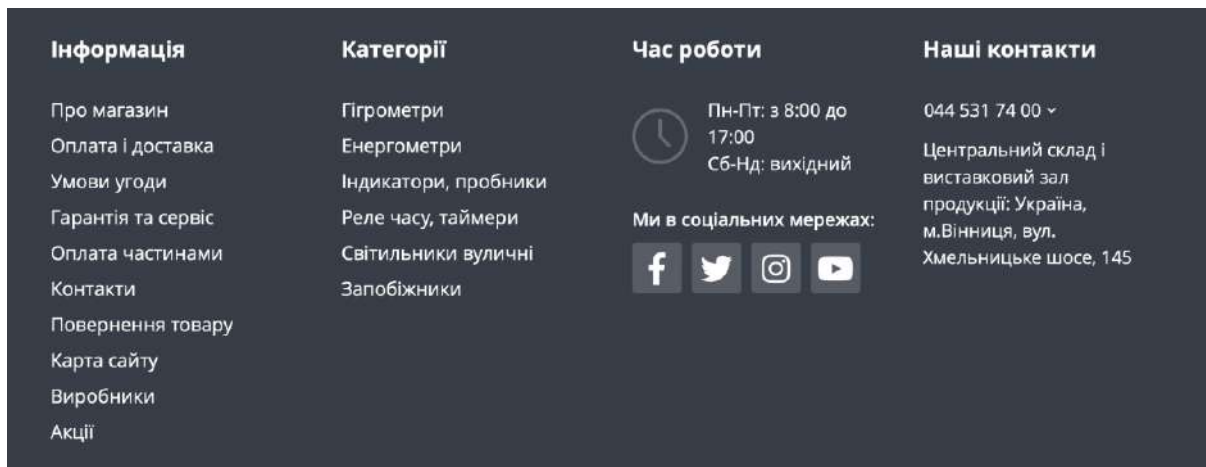 Інформація
Про магазин
Оплата і доставка
Умови угоди
Гарантія та сервіс
Оплата частинами
Контакти
Повернення товару
Карта сайту
Виробники
Акції
Категорії
Гігрометри
Енергометри
Індикатори, пробники
Реле часу, таймери
Світильники вуличні
Запобіжники
Час роботи
Пн-Пт: з 8:00 до
17:00
Сб-Нд: вихідний
Ми в соціальних мережах:
Наші контакти
044 531 74 00
Центральний склад і
виставковий зал
продукції: Україна,
м.Вінниця, вул.
Хмельницьке шосе, 145